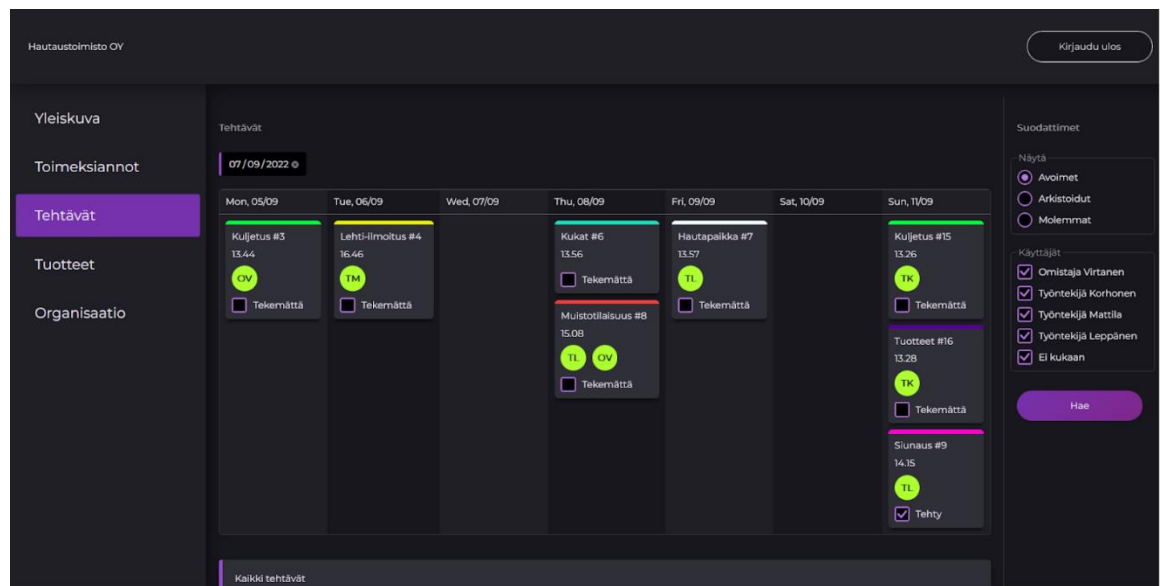 Hautaustoimisto OY
Kirjaudu ulos
Yleiskuva
Toimeksiannot
Tehtävät
Tuotteet
Organisaatio
Tehtävät
07/09/2022
Mon, 05/09
Tue, 06/09
Wed, 07/09
Thu, 08/09
Fri, 09/09
Sat, 10/09
Sun, 11/09
Kuljetus #3
13.44
OV
Tekemättä
Lehti-ilmoitus #4
16.46
TM
Tekemättä
Kukat #6
13.56
Tekemättä
Muistotilaisuus #8
15.08
TL OV
Tekemättä
Hautapaikka #7
13.57
TL
Tekemättä
Kuljetus #15
13.26
TK
Tekemättä
Tuotteet #16
13.28
TK
Tekemättä
Siunaus #9
14.15
TL
Tehty
Kaikki tehtävät
Suodattimet
Näytä
Avoimet
Arkistoidut
Molemmat
Käyttäjät
Omistaja Virtanen
Työntekijä Korhonen
Työntekijä Mattila
Työntekijä Leppänen
Ei kukaan
Hae